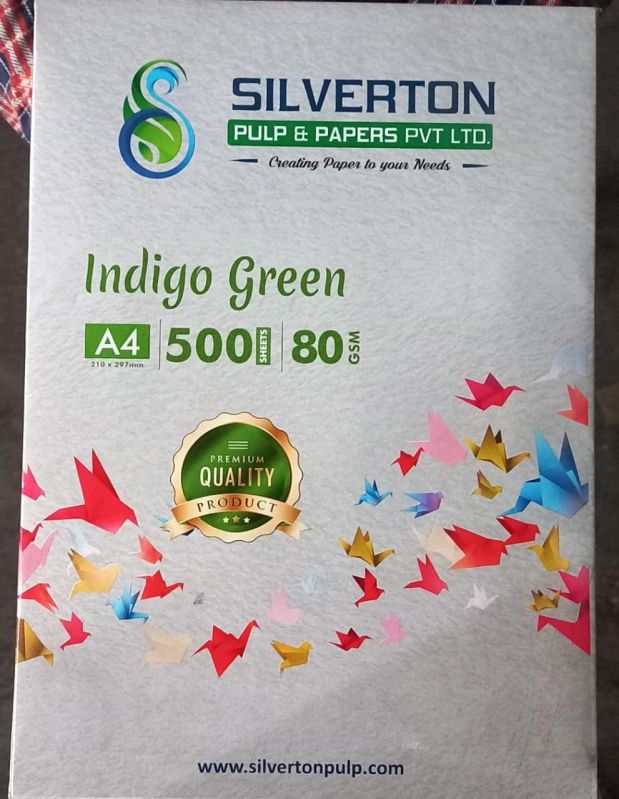 SILVERTON
PULP & PAPERS PVT LTD.
Creating Paper to your Needs
Indigo Green
A4
210 x 297mm
500 SHEETS
80 GSM
PREMIUM
QUALITY
PRODUCT
www.silvertonpulp.com